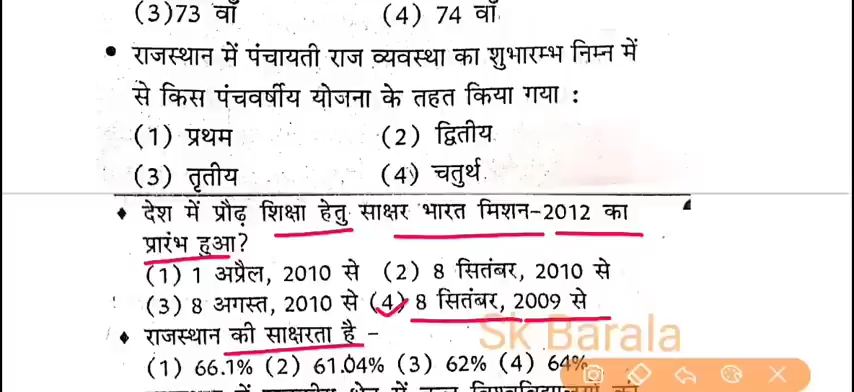 (3)73 वाँ (4) 74 वाँ
• राजस्थान में पंचायती राज व्यवस्था का शुभारम्भ निम्न में
से किस पंचवर्षीय योजना के तहत किया गया :
(1) प्रथम (2) द्वितीय
(3) तृतीय (4) चतुर्थ
♦ देश में प्रौढ़ शिक्षा हेतु साक्षर भारत मिशन-2012 का
प्रारंभ हुआ?
(1) 1 अप्रैल, 2010 से (2) 8 सितंबर, 2010 से
(3) 8 अगस्त, 2010 से (4) 8 सितंबर, 2009 से
♦ राजस्थान की साक्षरता है –
Sk Barala
(1) 66.1% (2) 61.04% (3) 62% (4) 64%